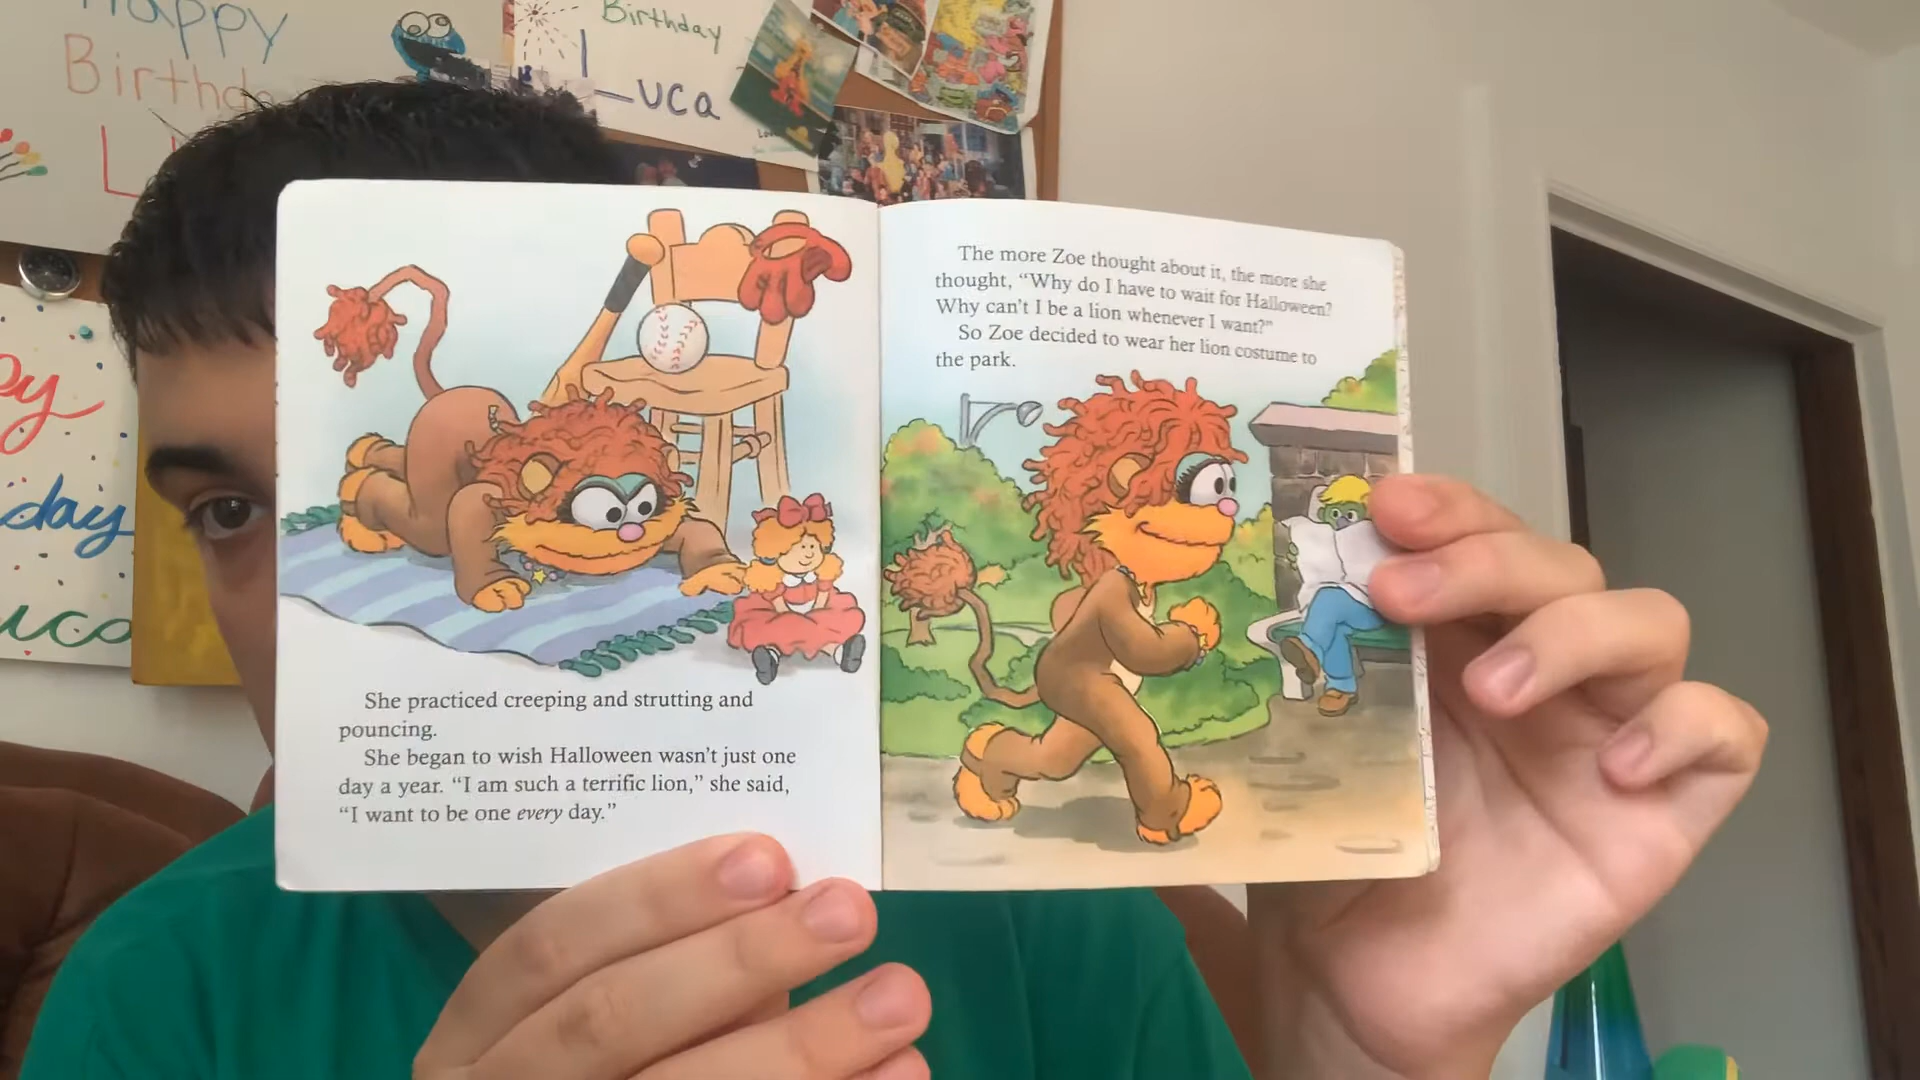 Happy
Birthday
Birthday
Luca
day
She practiced creeping and strutting and
pouncing.
She began to wish Halloween wasn't just one
day a year. “I am such a terrific lion,” she said,
“I want to be one every day.”
The more Zoe thought about it, the more she
thought, “Why do I have to wait for Halloween?
Why can't I be a lion whenever I want?”
So Zoe decided to wear her lion costume to
the park.